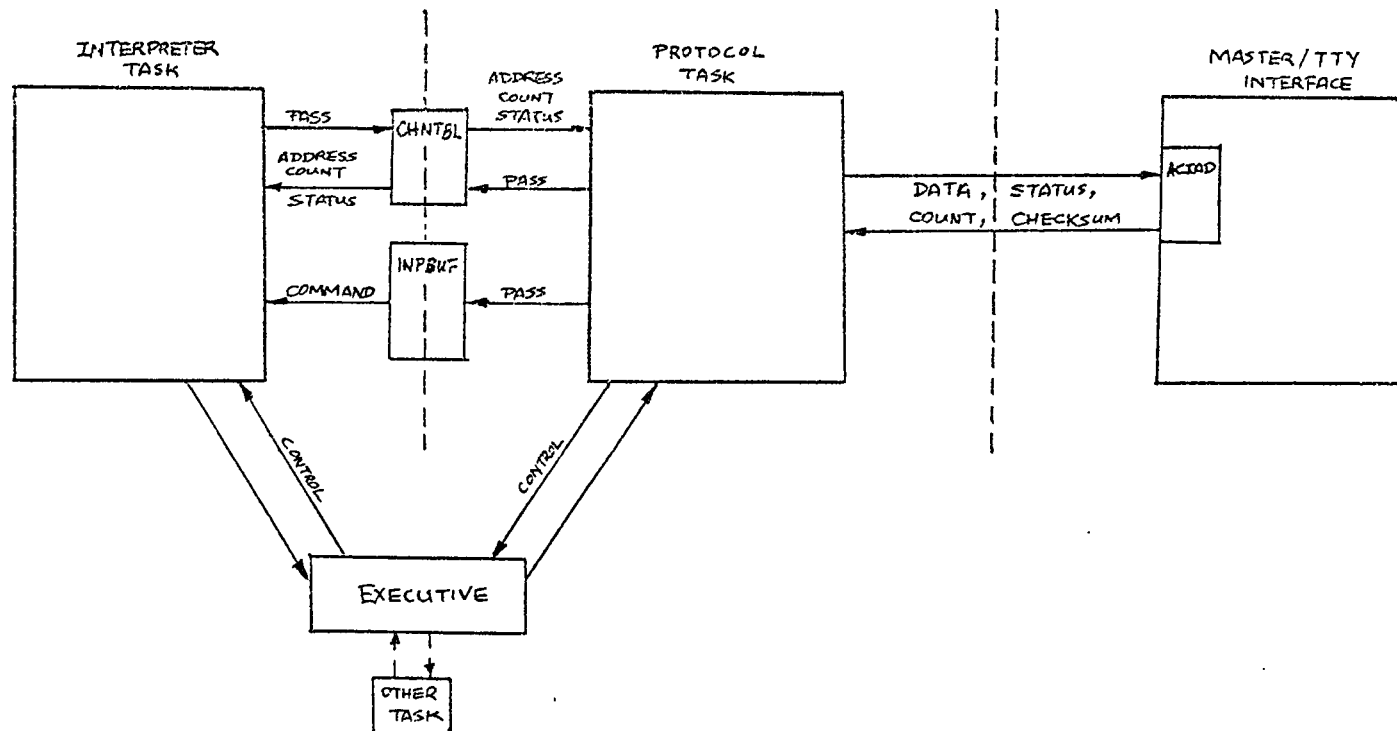 INTERPRETER
TASK
PROTOCOL
TASK
MASTER/TTY
INTERFACE
PASS
CHNTBL
ADDRESS
COUNT
STATUS
ADDRESS
COUNT
STATUS
PASS
ACIAD
DATA, STATUS,
COUNT, CHECKSUM
INPBUF
COMMAND
PASS
CONTROL
CONTROL
EXECUTIVE
OTHER
TASK